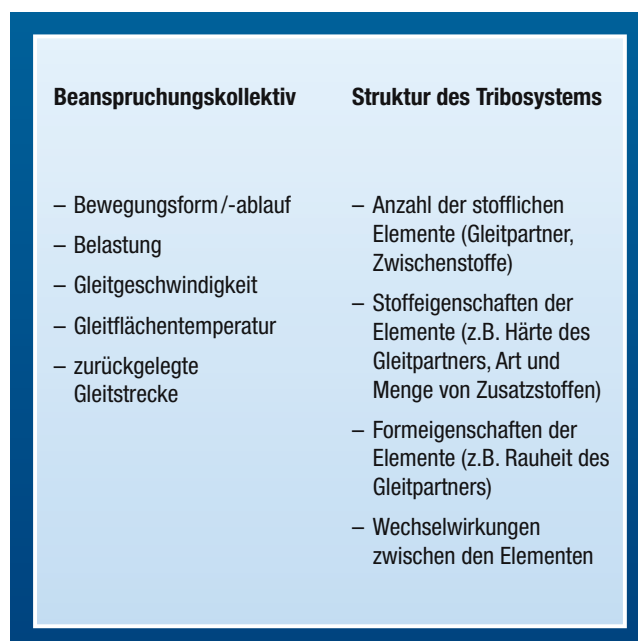 Beanspruchungskollektiv
– Bewegungsform/-ablauf
– Belastung
– Gleitgeschwindigkeit
– Gleitflächentemperatur
– zurückgelegte
Gleitstrecke
Struktur des Tribosystems
– Anzahl der stofflichen
Elemente (Gleitpartner,
Zwischenstoffe)
– Stoffeigenschaften der
Elemente (z.B. Härte des
Gleitpartners, Art und
Menge von Zusatzstoffen)
– Formeigenschaften der
Elemente (z.B. Rauheit des
Gleitpartners)
– Wechselwirkungen
zwischen den Elementen